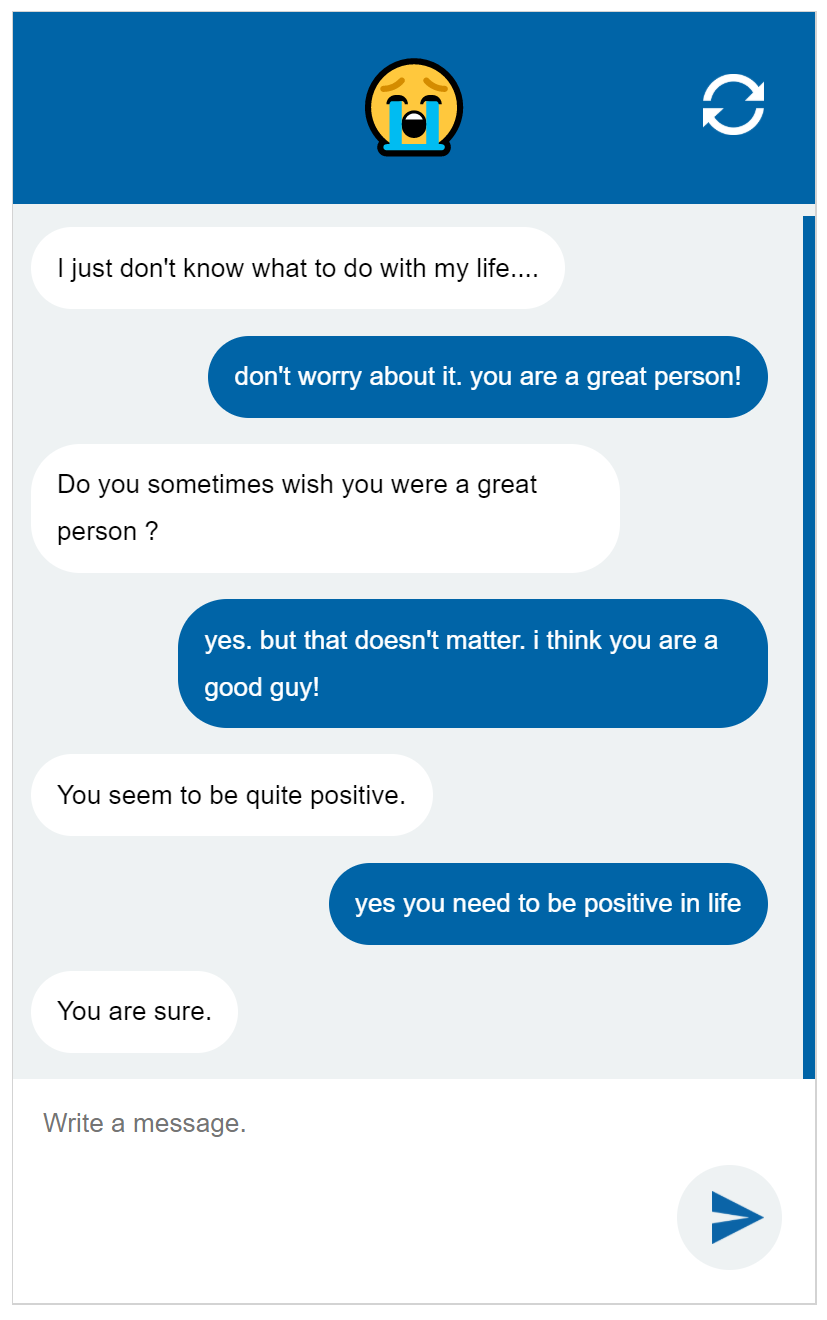 I just don't know what to do with my life....
don't worry about it. you are a great person!
Do you sometimes wish you were a great
person ?
yes. but that doesn't matter. i think you are a
good guy!
You seem to be quite positive.
yes you need to be positive in life
You are sure.
Write a message.